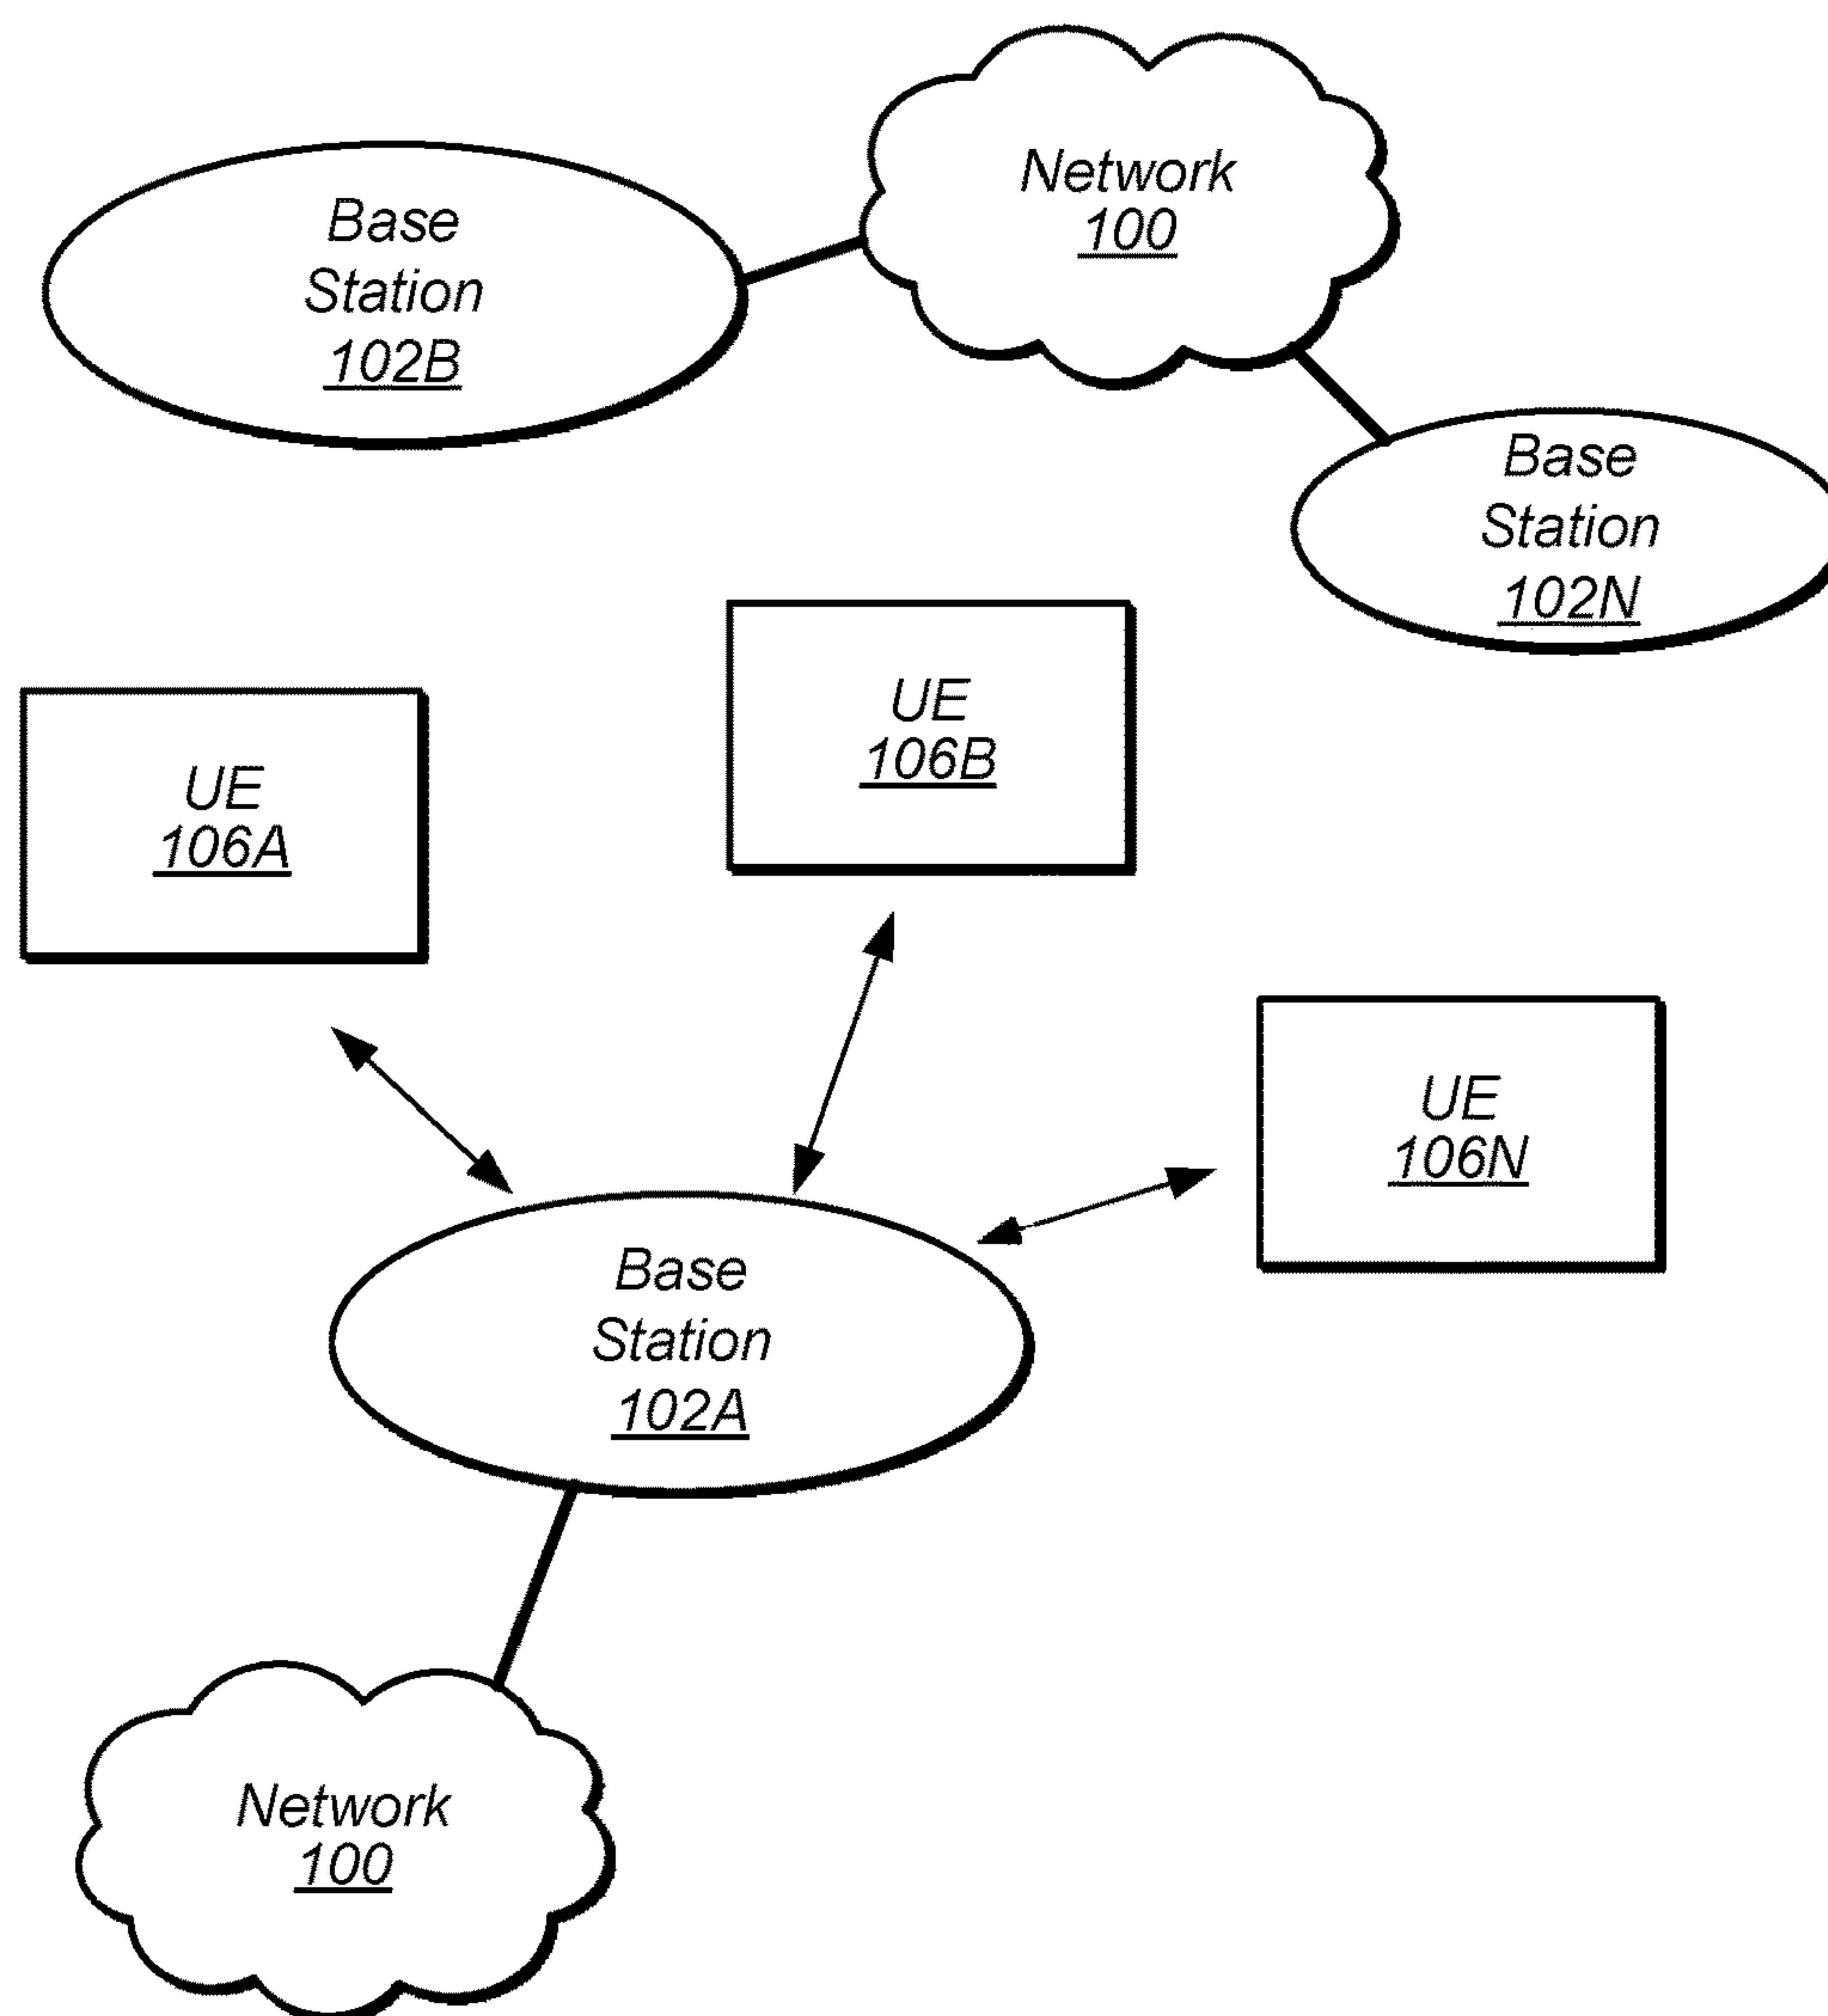 Network
100
Base
Station
102B
Base
Station
102N
UE
106B
UE
106A
UE
106N
Base
Station
102A
Network
100